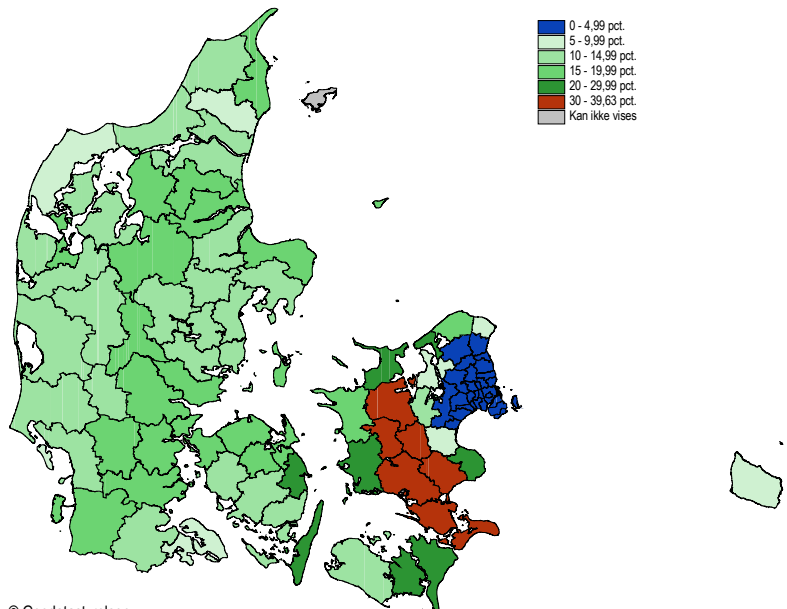 0 - 4,99 pct.
5 - 9,99 pct.
10 - 14,99 pct.
15 - 19,99 pct.
20 - 29,99 pct.
30 - 39,63 pct.
Kan ikke vises